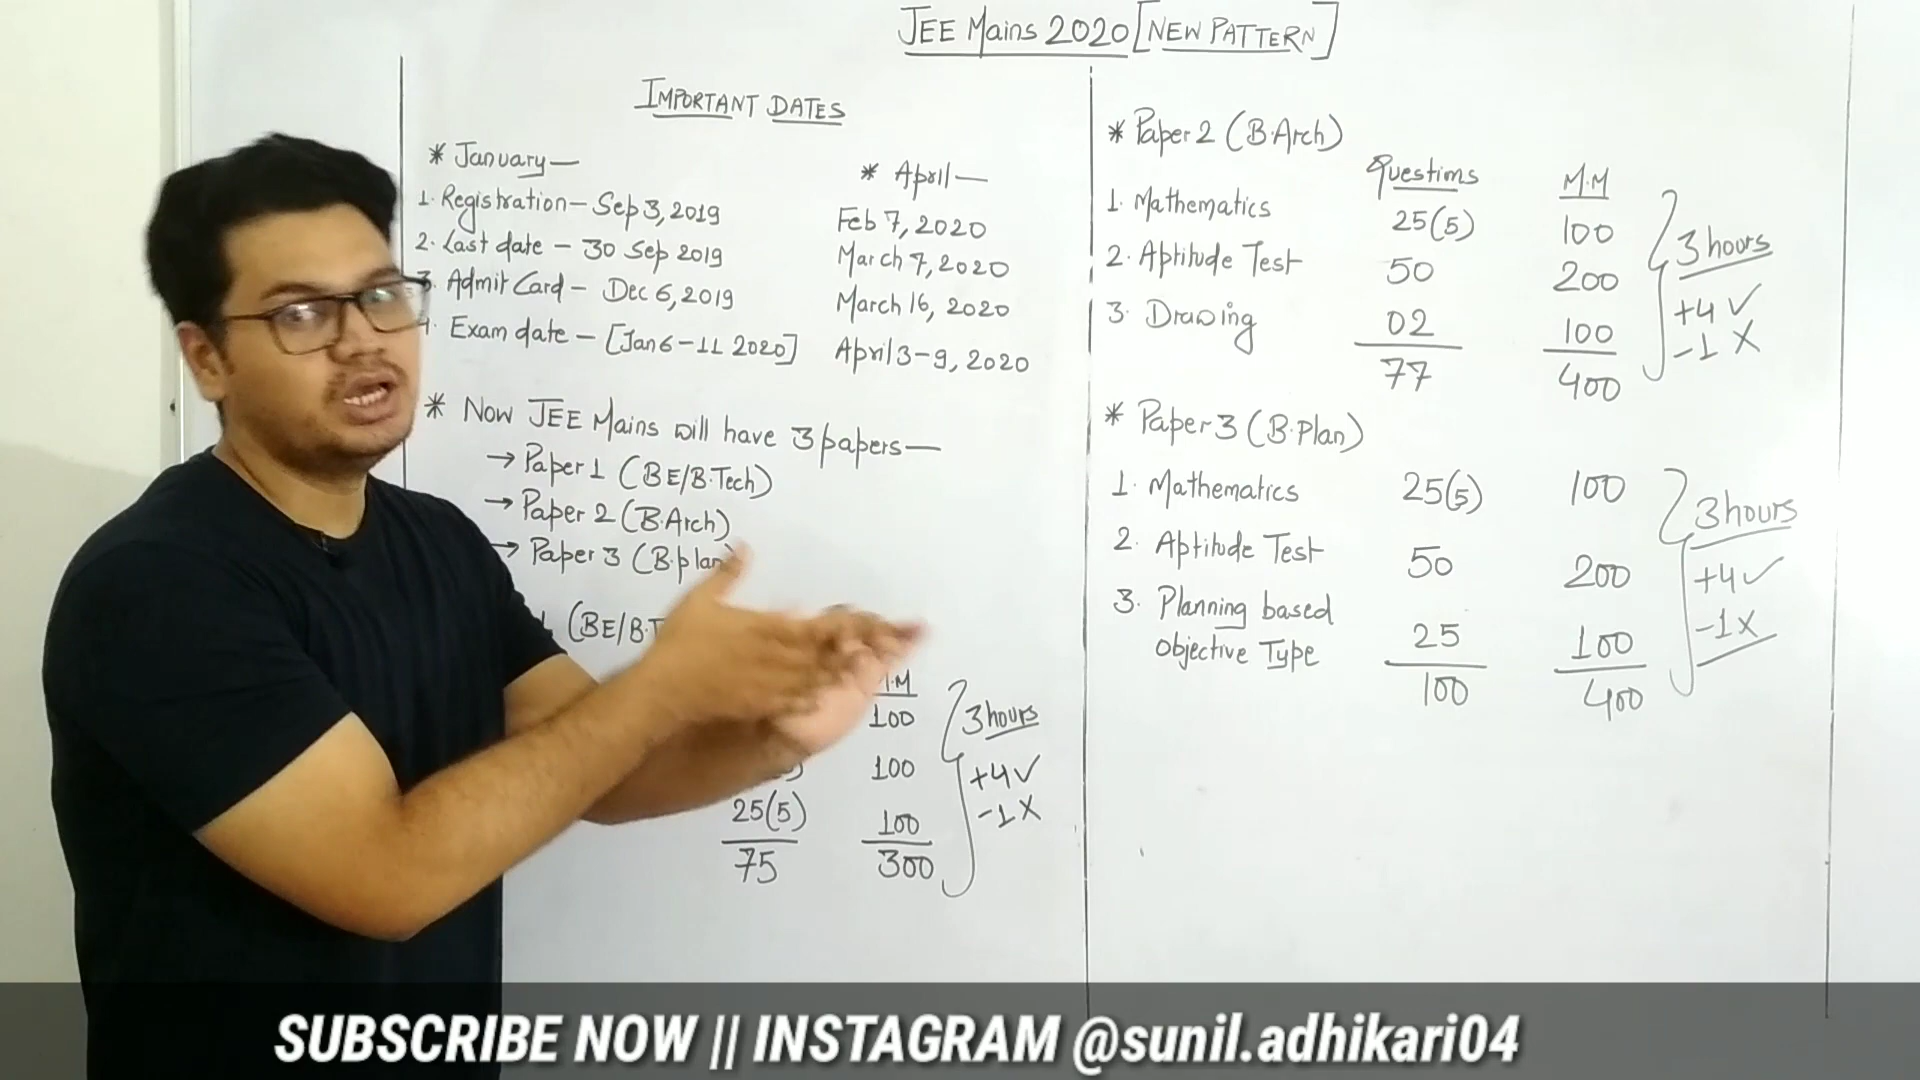 JEE Mains 2020 [NEW PATTERN]
IMPORTANT DATES
* January—
1. Registration – Sep 3, 2019
2. Last date – 30 Sep 2019
3. Admit Card – Dec 6, 2019
Exam date – [Jan 6 – 11 2020]
* April—
Feb 7, 2020
March 7, 2020
March 16, 2020
April 3 – 9, 2020
* Now JEE Mains will have 3 papers—
→ Paper 1 (BE/B.Tech)
→ Paper 2 (B.Arch)
→ Paper 3 (B.plan)
(BE/B.T
M.M
100
100
25(5) 100
75 300
3 hours
+4 ✓
-1 X
* Paper 2 (B.Arch)
Questions M.M
1. Mathematics 25(5) 100
2. Aptitude Test 50 200
3. Drawing 02 100
77 400
3 hours
+4 ✓
-1 X
* Paper 3 (B.Plan)
1. Mathematics 25(5) 100
2. Aptitude Test 50 200
3. Planning based
Objective Type 25 100
100 400
3 hours
+4 ✓
-1 X
SUBSCRIBE NOW || INSTAGRAM @sunil.adhikari04